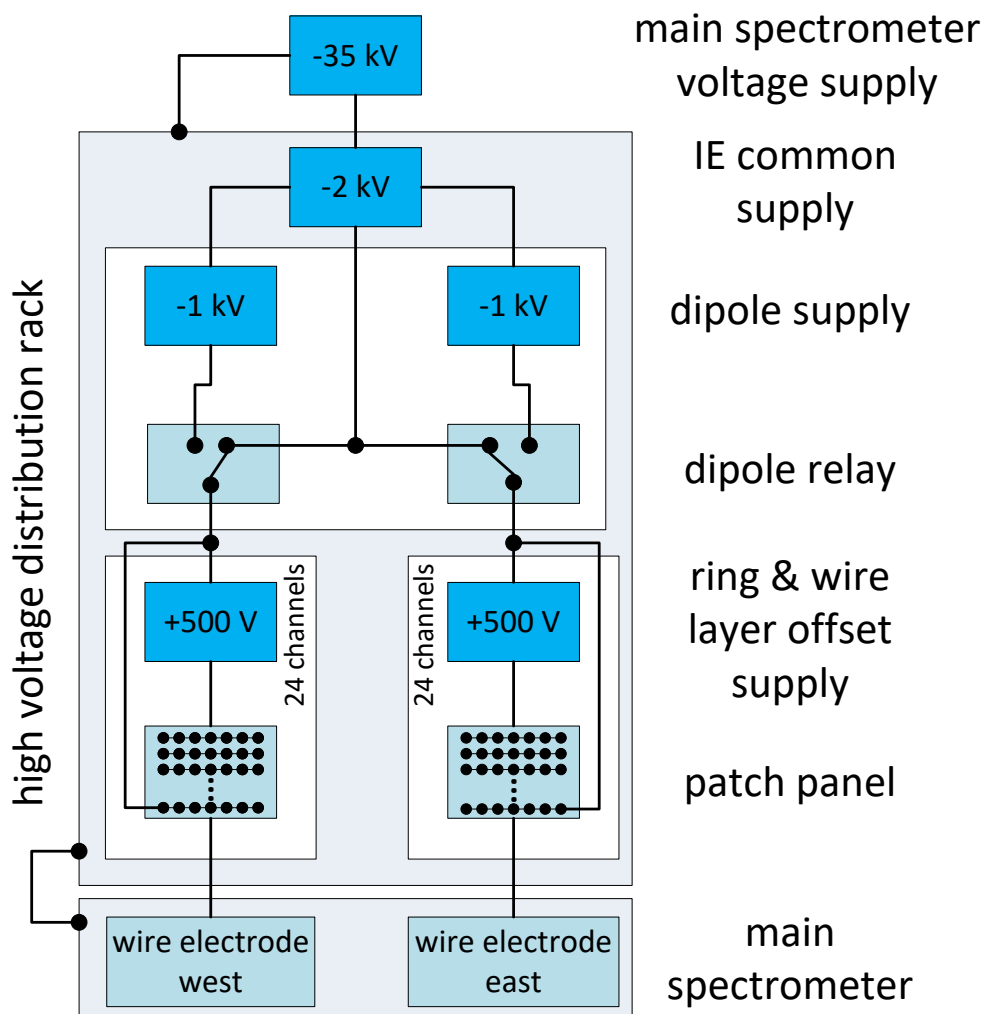 -35 kV
main spectrometer
voltage supply
-2 kV
IE common
supply
-1 kV
-1 kV
dipole supply
high voltage distribution rack
dipole relay
+500 V
24 channels
+500 V
24 channels
ring & wire
layer offset
supply
patch panel
wire electrode
west
wire electrode
east
main
spectrometer